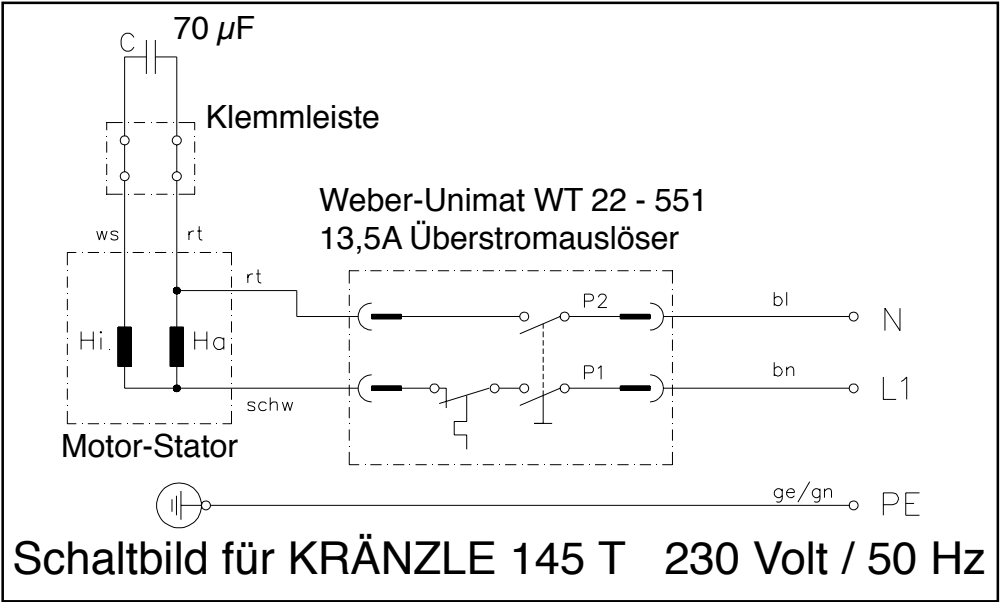 70 µF
C
Klemmleiste
Weber-Unimat WT 22 - 551
13,5A Überstromauslöser
ws
rt
rt
P2
bl
N
Hi.
Ha
P1
bn
L1
schw
Motor-Stator
ge/gn
PE
Schaltbild für KRÄNZLE 145 T 230 Volt / 50 Hz